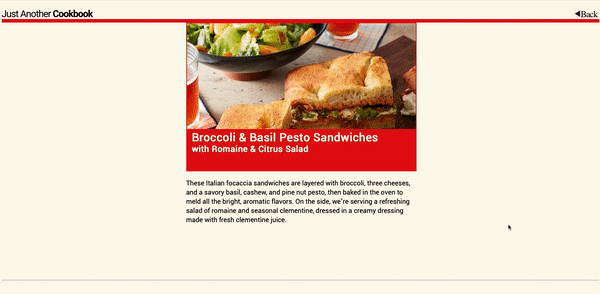 Just Another Cookbook
◀Back
Broccoli & Basil Pesto Sandwiches
with Romaine & Citrus Salad
These Italian focaccia sandwiches are layered with broccoli, three cheeses,
and a savory basil, cashew, and pine nut pesto, then baked in the oven to
meld all the bright, aromatic flavors. On the side, we're serving a refreshing
salad of romaine and seasonal clementine, dressed in a creamy dressing
made with fresh clementine juice.